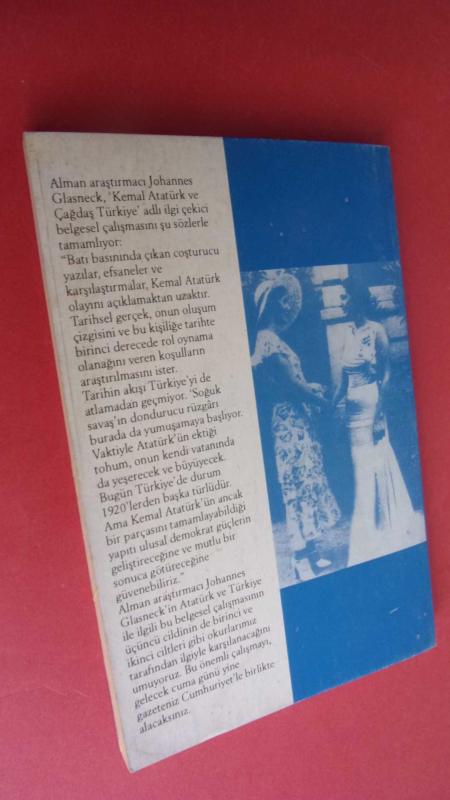 Alman araştırmacı Johannes
Glasneck, 'Kemal Atatürk ve
Çağdaş Türkiye' adlı ilgi çekici
belgesel çalışmasını şu sözlerle
tamamlıyor:
"Batı basınında çıkan coşturucu
yazılar, efsaneler ve
karşılaştırmalar, Kemal Atatürk
olayını açıklamaktan uzaktır.
Tarihsel gerçek, onun oluşum
çizgisini ve bu kişiliğe tarihte
birinci derecede rol oynama
olanağını veren koşulların
araştırılmasını ister.
Tarihin akışı Türkiye'yi de
atlamadan geçmiyor. 'Soğuk
savaş'ın dondurucu rüzgârı
burada da yumuşamaya başlıyor.
Vaktiyle Atatürk'ün ektiği
tohum, onun kendi vatanında
da yeşerecek ve büyüyecek.
Bugün Türkiye'de durum
1920'lerden başka türlüdür.
Ama Kemal Atatürk'ün ancak
bir parçasını tamamlayabildiği
yapıtı ulusal demokrat güçlerin
geliştireceğine ve mutlu bir
sonuca götüreceğine
güvenebiliriz."
Alman araştırmacı Johannes
Glasneck'in Atatürk ve Türkiye
ile ilgili bu belgesel çalışmasının
üçüncü cildinin de birinci ve
ikinci ciltleri gibi okurlarımız
tarafından ilgiyle karşılanacağını
umuyoruz. Bu önemli çalışmayı,
gelecek cuma günü yine
gazeteniz Cumhuriyet'le birlikte
alacaksınız.